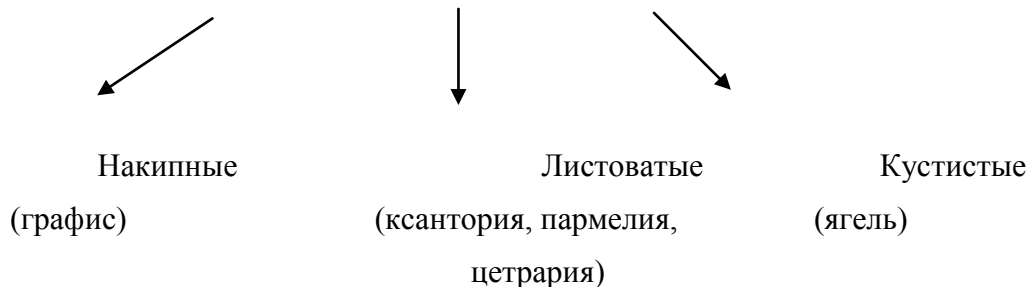 Накипные Листоватые Кустистые
(графис) (ксантория, пармелия, (ягель)
цетрария)